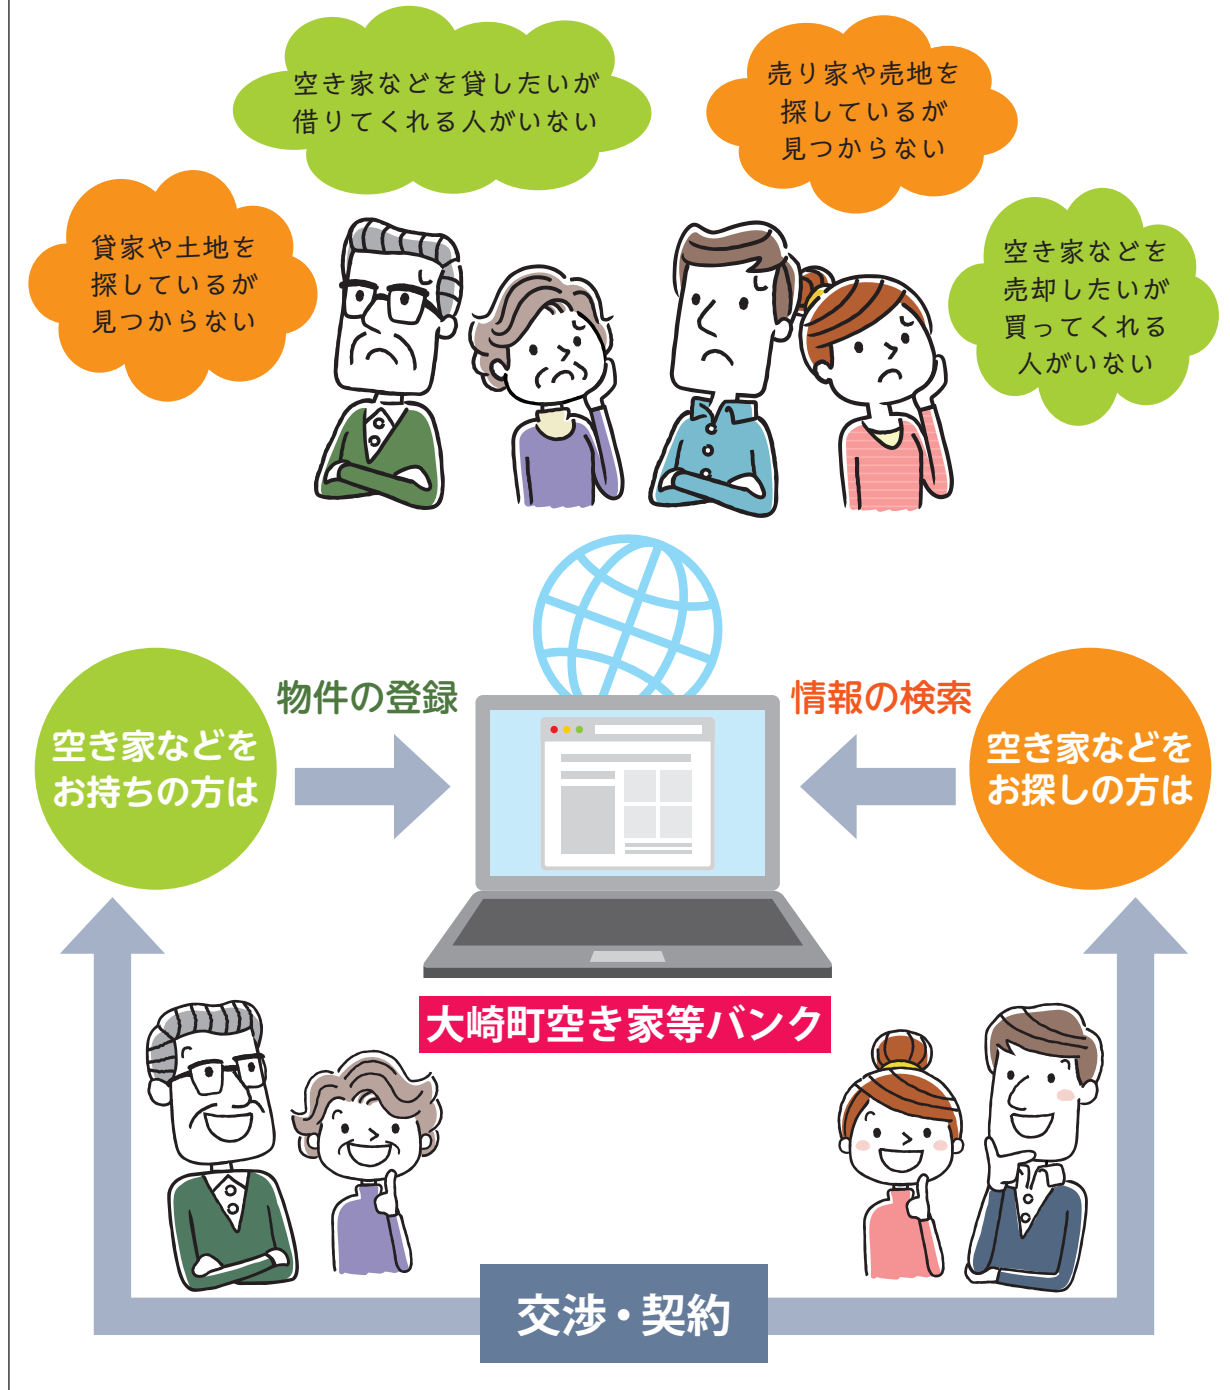 空き家などを貸したいが
借りてくれる人がいない
売り家や売地を
探しているが
見つからない
貸家や土地を
探しているが
見つからない
空き家などを
売却したいが
買ってくれる
人がいない
物件の登録
情報の検索
空き家などを
お持ちの方は
空き家などを
お探しの方は
大崎町空き家等バンク
交渉・契約